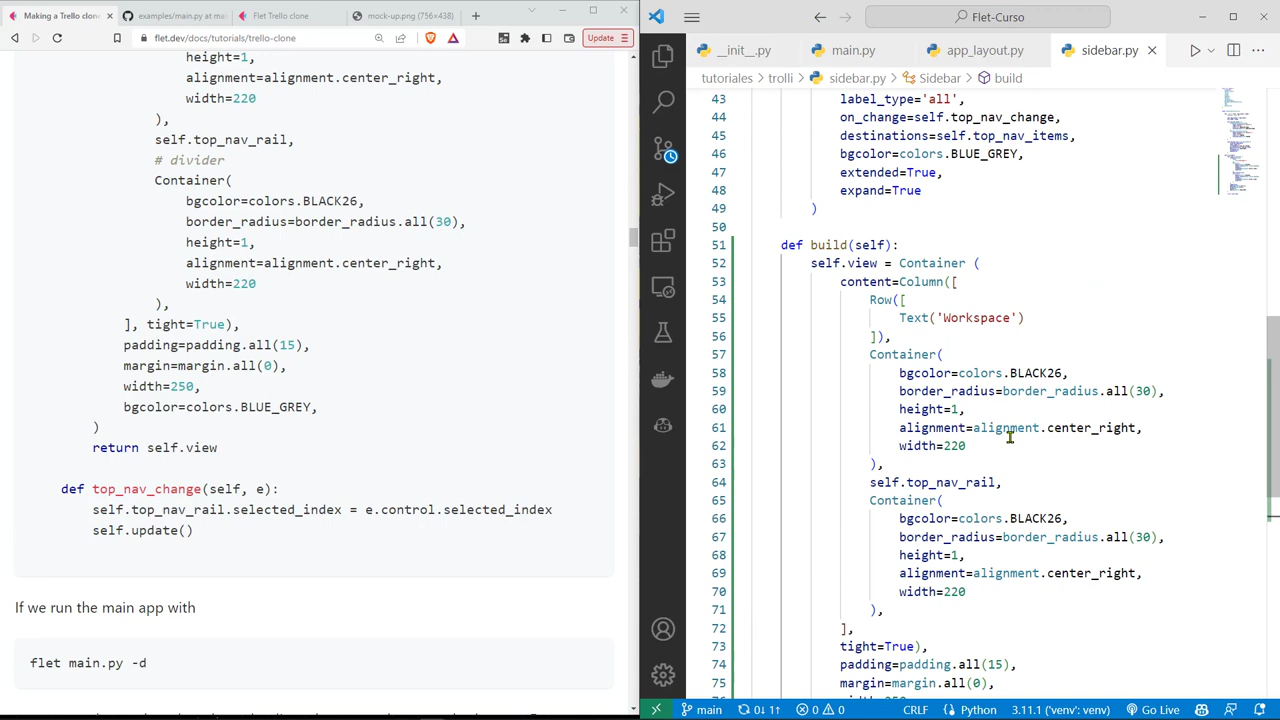 Making a Trello clon
examples/main.py at ma
Flet Trello clone
mock-up.png (756×438)
flet.dev/docs/tutorials/trello-clone
Update
height=1,
alignment=alignment.center_right,
width=220
),
self.top_nav_rail,
# divider
Container(
bgcolor=colors.BLACK26,
border_radius=border_radius.all(30),
height=1,
alignment=alignment.center_right,
width=220
),
], tight=True),
padding=padding.all(15),
margin=margin.all(0),
width=250,
bgcolor=colors.BLUE_GREY,
)
return self.view
def top_nav_change(self, e):
self.top_nav_rail.selected_index = e.control.selected_index
self.update()
If we run the main app with
flet main.py -d
Flet-Curso
__init__.py
main.py
app_layout.py
sidebar.py
tutoriales > trolli > sidebar.py > Sidebar > build
43 label_type='all',
44 on_change=self.top_nav_change,
45 destinations=self.top_nav_items,
46 bgcolor=colors.BLUE_GREY,
47 extended=True,
48 expand=True
49 )
50
51 def build(self):
52 self.view = Container (
53 content=Column([
54 Row([
55 Text('Workspace')
56 ]),
57 Container(
58 bgcolor=colors.BLACK26,
59 border_radius=border_radius.all(30),
60 height=1,
61 alignment=alignment.center_right,
62 width=220
63 ),
64 self.top_nav_rail,
65 Container(
66 bgcolor=colors.BLACK26,
67 border_radius=border_radius.all(30),
68 height=1,
69 alignment=alignment.center_right,
70 width=220
71 ),
72 ],
73 tight=True),
74 padding=padding.all(15),
75 margin=margin.all(0),
main
0↓ 1↑
0
0
CRLF
Python
3.11.1 ('venv': venv)
Go Live